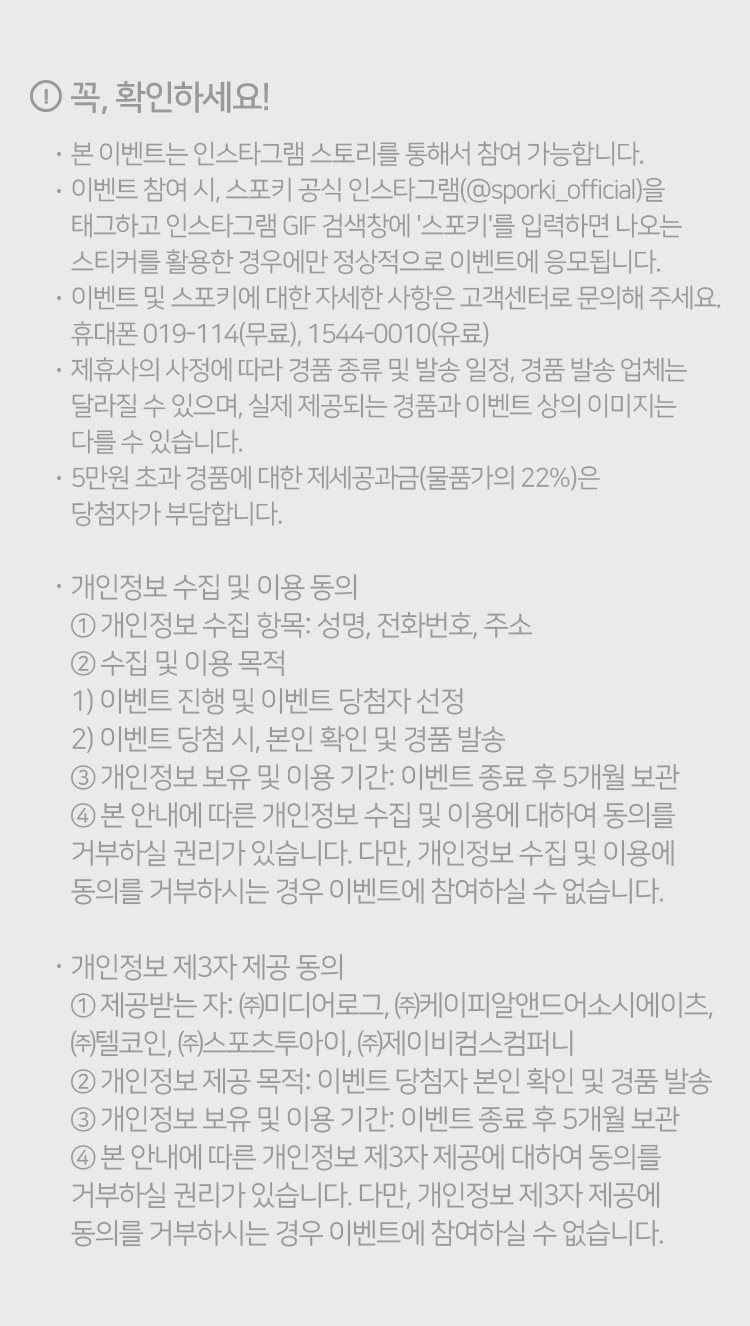 꼭, 확인하세요!
· 본 이벤트는 인스타그램 스토리를 통해서 참여 가능합니다.
· 이벤트 참여 시, 스포키 공식 인스타그램(@sporki_official)을
태그하고 인스타그램 GIF 검색창에 '스포키'를 입력하면 나오는
스티커를 활용한 경우에만 정상적으로 이벤트에 응모됩니다.
· 이벤트 및 스포키에 대한 자세한 사항은 고객센터로 문의해 주세요.
휴대폰 019-114(무료), 1544-0010(유료)
· 제휴사의 사정에 따라 경품 종류 및 발송 일정, 경품 발송 업체는
달라질 수 있으며, 실제 제공되는 경품과 이벤트 상의 이미지는
다를 수 있습니다.
· 5만원 초과 경품에 대한 제세공과금(물품가의 22%)은
당첨자가 부담합니다.
· 개인정보 수집 및 이용 동의
① 개인정보 수집 항목: 성명, 전화번호, 주소
② 수집 및 이용 목적
1) 이벤트 진행 및 이벤트 당첨자 선정
2) 이벤트 당첨 시, 본인 확인 및 경품 발송
③ 개인정보 보유 및 이용 기간: 이벤트 종료 후 5개월 보관
④ 본 안내에 따른 개인정보 수집 및 이용에 대하여 동의를
거부하실 권리가 있습니다. 다만, 개인정보 수집 및 이용에
동의를 거부하시는 경우 이벤트에 참여하실 수 없습니다.
· 개인정보 제3자 제공 동의
① 제공받는 자: ㈜미디어로그, ㈜케이피알앤드어소시에이츠,
㈜텔코인, ㈜스포츠투아이, ㈜제이비컴스컴퍼니
② 개인정보 제공 목적: 이벤트 당첨자 본인 확인 및 경품 발송
③ 개인정보 보유 및 이용 기간: 이벤트 종료 후 5개월 보관
④ 본 안내에 따른 개인정보 제3자 제공에 대하여 동의를
거부하실 권리가 있습니다. 다만, 개인정보 제3자 제공에
동의를 거부하시는 경우 이벤트에 참여하실 수 없습니다.